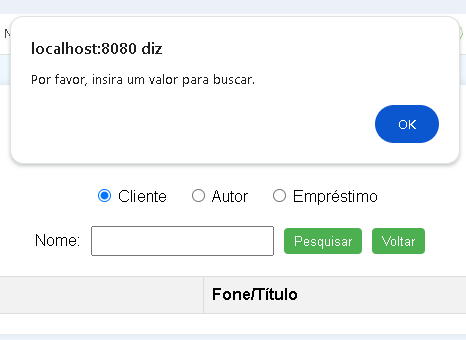 N
localhost:8080 diz
Por favor, insira um valor para buscar.
OK
Cliente Autor Empréstimo
Nome: Pesquisar Voltar
Fone/Título